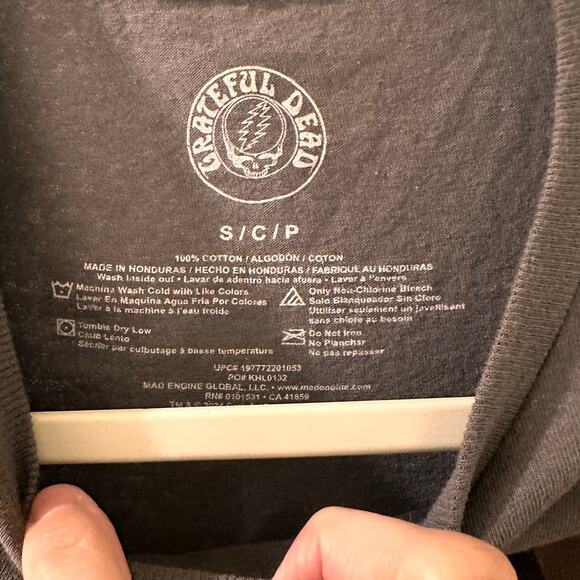 GRATEFUL DEAD
S/C/P
100% COTTON / ALGODÓN / COTON
MADE IN HONDURAS / HECHO EN HONDURAS / FABRIQUÉ AU HONDURAS
Wash inside out • Lavar de adentro hacia afuera • Laver à l'envers
Machine Wash Cold with Like Colors
Lavar En Maquina Agua Fria Por Colores
Laver à la machine à l'eau froide
Only Non-Chlorine Bleach
Solo Blanqueador Sin Cloro
Utiliser seulement un javellisant
sans chlore au besoin
Tumble Dry Low
Ciclo Lento
Sécher par culbutage à basse température
Do Not Iron
No Planchar
Ne pas repasser
UPC# 197772201053
PO# KHL0132
MAD ENGINE GLOBAL, LLC. • www.madengine.com
RN# 0101531 • CA 41859
TM & © 2024